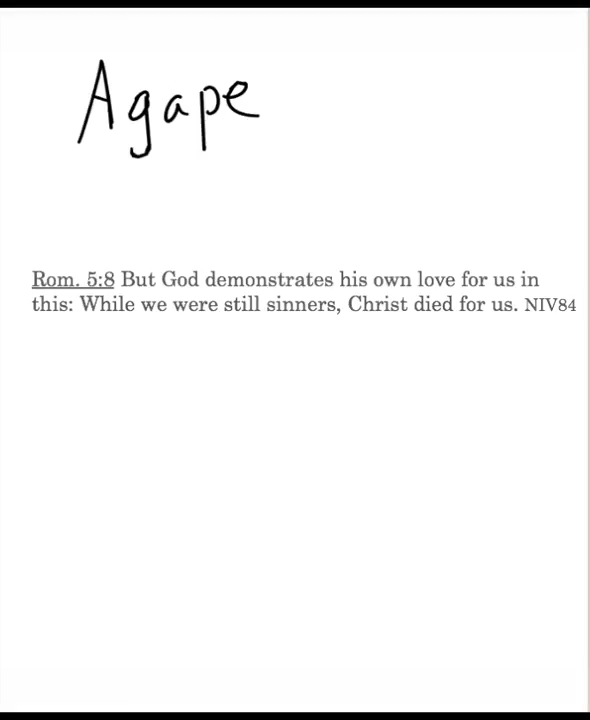 Agape
Rom. 5:8 But God demonstrates his own love for us in
this: While we were still sinners, Christ died for us. NIV84